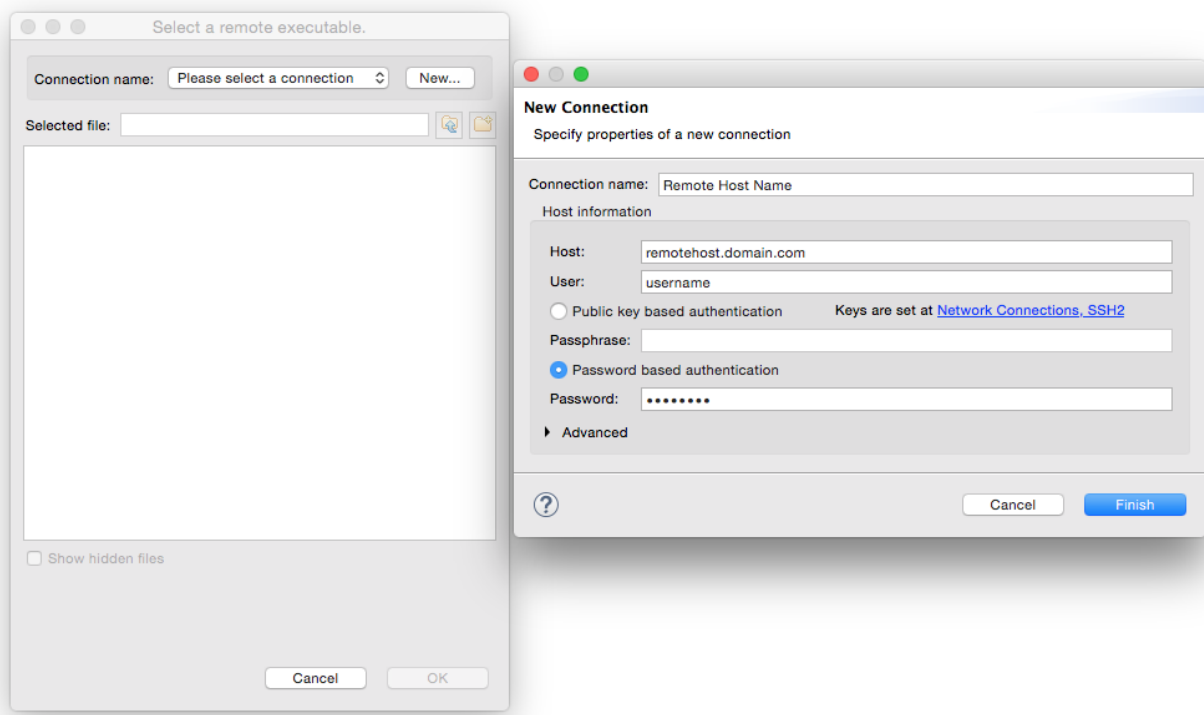 Select a remote executable.
Connection name: Please select a connection New...
Selected file:
Show hidden files
Cancel OK
New Connection
Specify properties of a new connection
Connection name: Remote Host Name
Host information
Host: remotehost.domain.com
User: username
Public key based authentication Keys are set at Network Connections, SSH2
Passphrase:
Password based authentication
Password: ••••••••
Advanced
? Cancel Finish